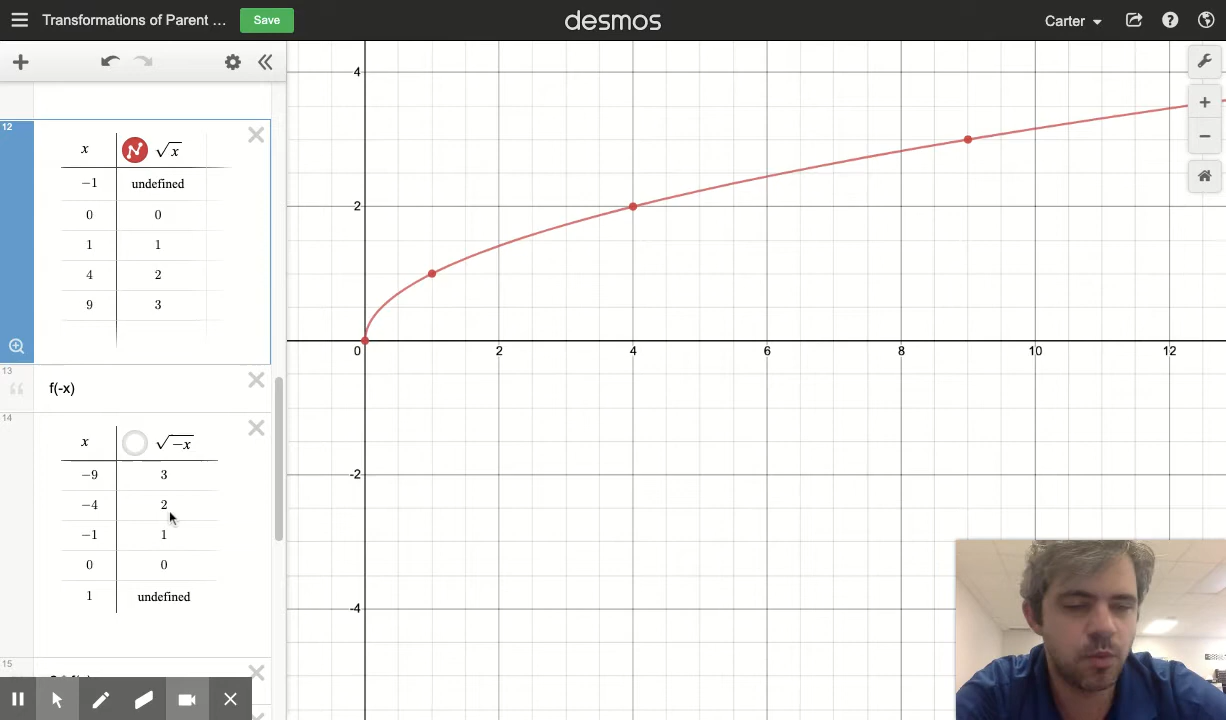 Transformations of Parent ...
Save
desmos
Carter
12
x √x
−1 undefined
0 0
1 1
4 2
9 3
13
f(-x)
14
x √−x
−9 3
−4 2
−1 1
0 0
1 undefined
15
4
2
0 2 4 6 8 10 12
-2
-4